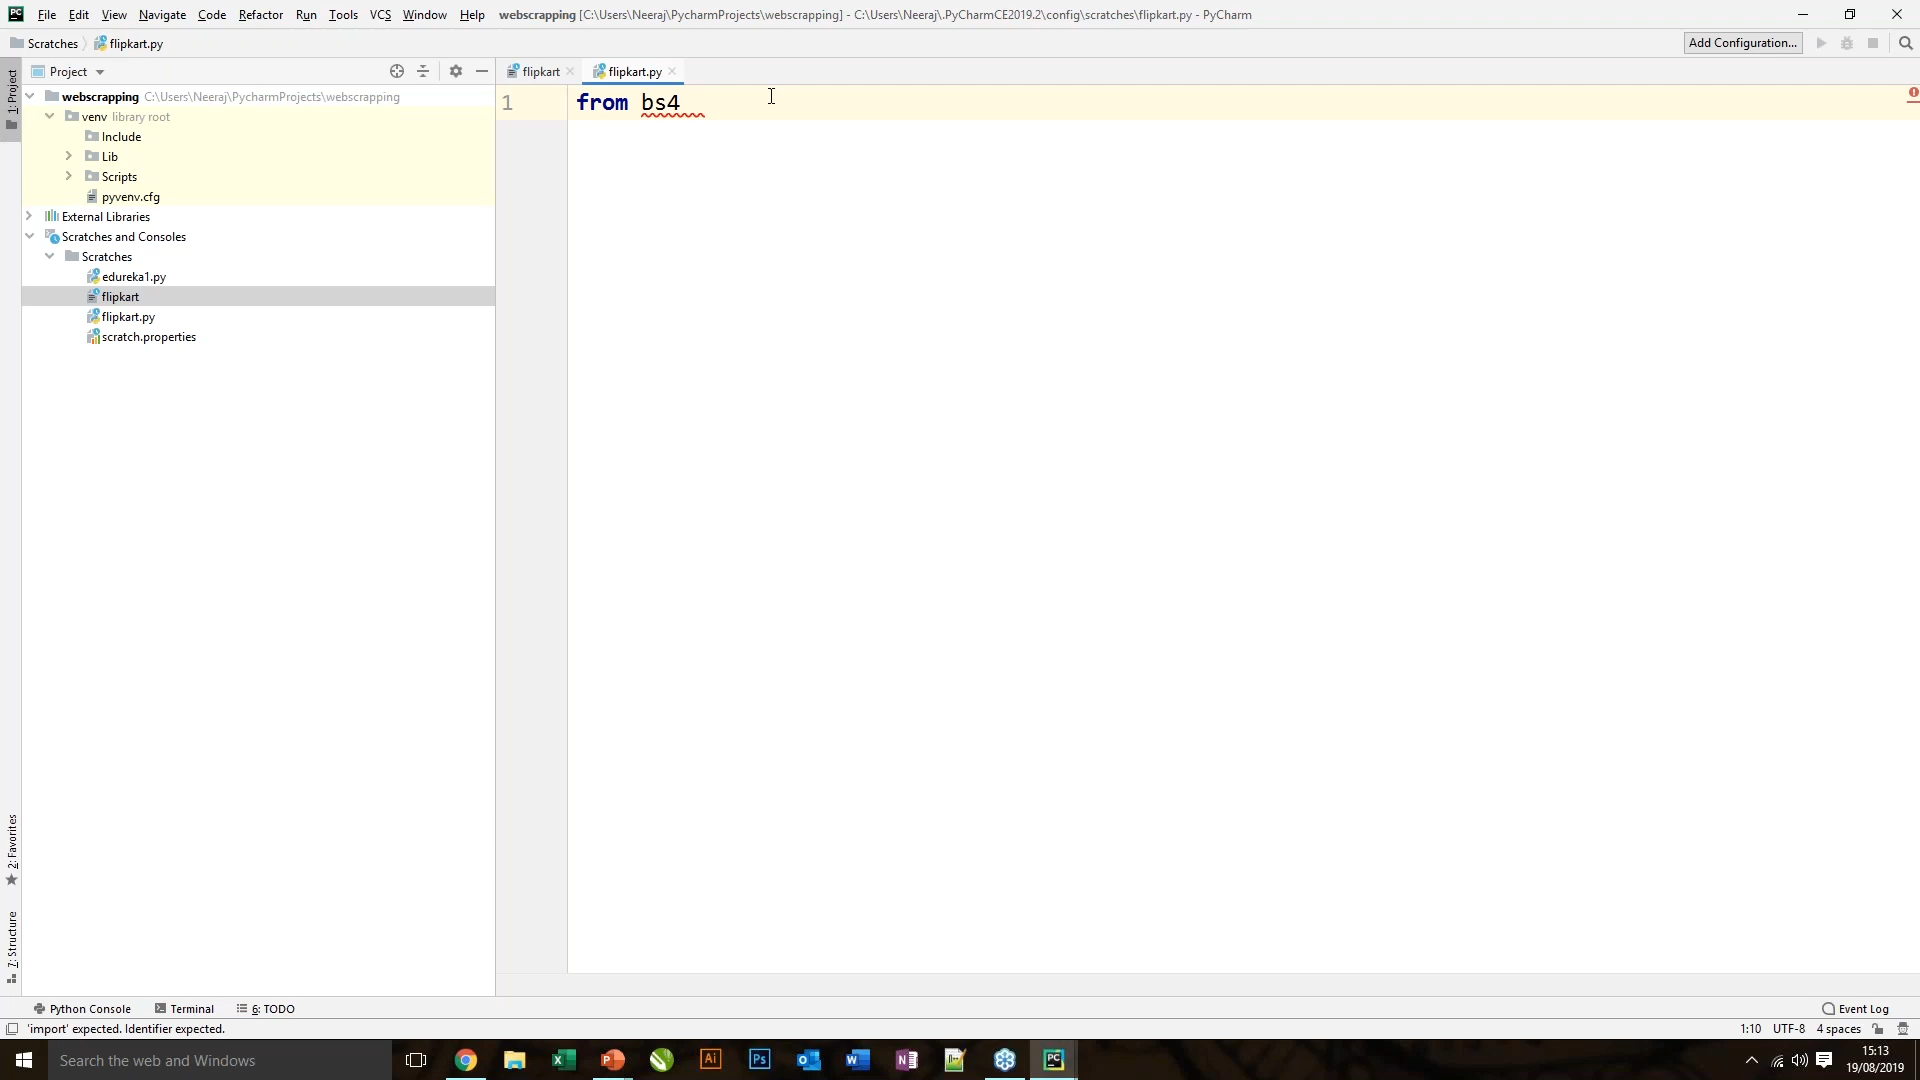 PC File Edit View Navigate Code Refactor Run Tools VCS Window Help webscrapping [C:\Users\Neeraj\PycharmProjects\webscrapping] - C:\Users\Neeraj\.PyCharmCE2019.2\config\scratches\flipkart.py - PyCharm
Scratches flipkart.py Add Configuration...
1: Project
Project flipkart flipkart.py
webscrapping C:\Users\Neeraj\PycharmProjects\webscrapping
1 from bs4
venv library root
Include
Lib
Scripts
pyvenv.cfg
External Libraries
Scratches and Consoles
Scratches
edureka1.py
flipkart
flipkart.py
scratch.properties
2: Favorites
7: Structure
Python Console Terminal 6: TODO Event Log
'import' expected. Identifier expected. 1:10 UTF-8 4 spaces
Search the web and Windows
X P Ai Ps O W N PC
15:13
19/08/2019